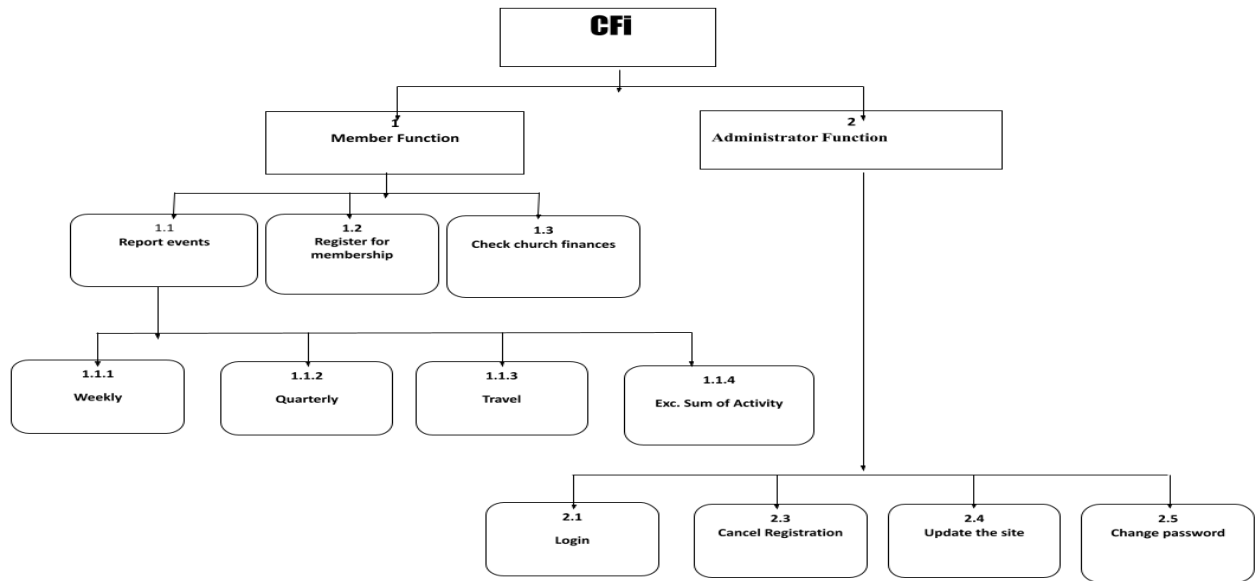 CFi
1
Member Function
2
Administrator Function
1.1
Report events
1.2
Register for
membership
1.3
Check church finances
1.1.1
Weekly
1.1.2
Quarterly
1.1.3
Travel
1.1.4
Exc. Sum of Activity
2.1
Login
2.3
Cancel Registration
2.4
Update the site
2.5
Change password